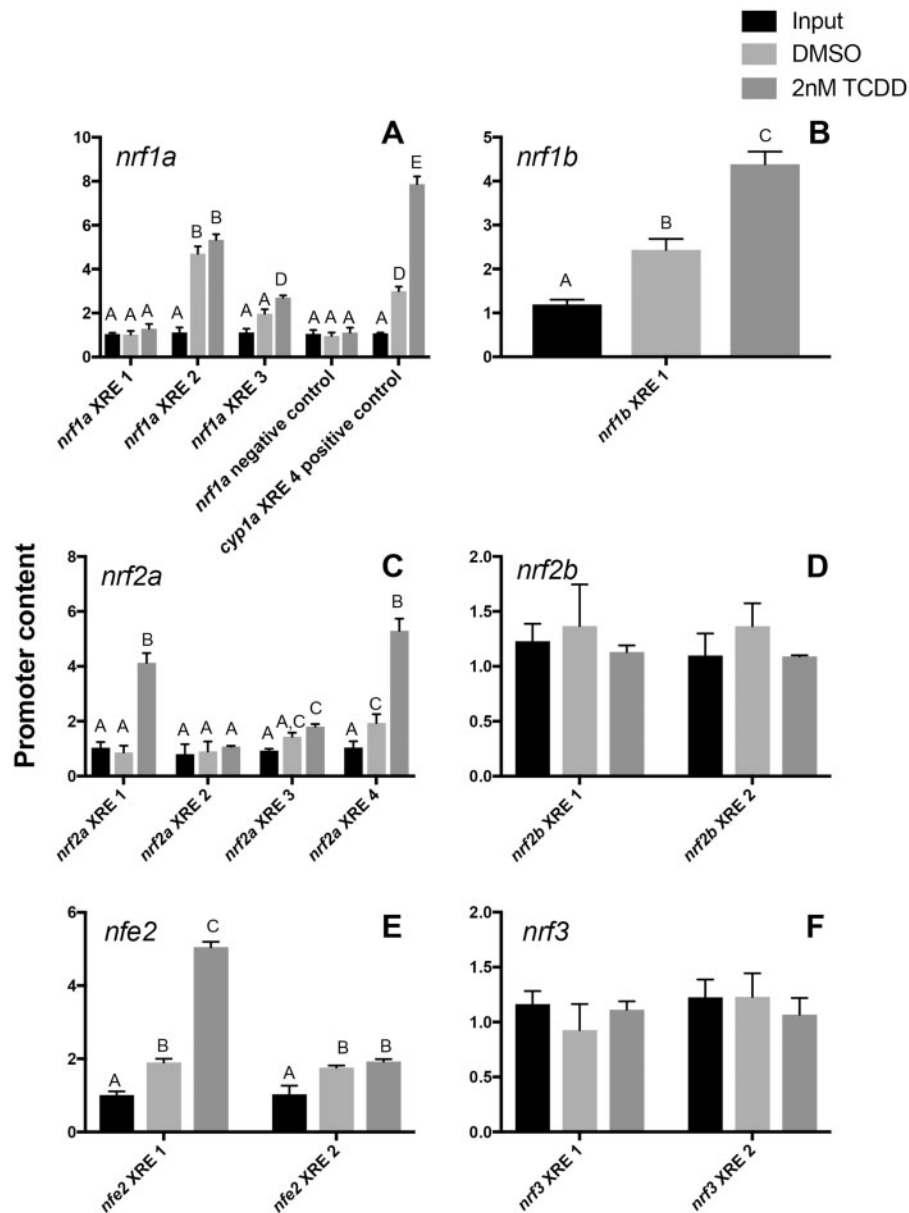 Input
DMSO
2nM TCDD
A
nrf1a
10
8
6
4
2
0
A A A
A B B
A A D
A A A
A D E
nrf1a XRE 1
nrf1a XRE 2
nrf1a XRE 3
nrf1a negative control
cyp1a XRE 4 positive control
B
nrf1b
5
4
3
2
1
0
A B C
nrf1b XRE 1
Promoter content
C
nrf2a
8
6
4
2
0
A A B
A A A
A A,C C
A C B
nrf2a XRE 1
nrf2a XRE 2
nrf2a XRE 3
nrf2a XRE 4
D
nrf2b
2.0
1.5
1.0
0.5
0.0
nrf2b XRE 1
nrf2b XRE 2
E
nfe2
6
4
2
0
A B C
A B B
nfe2 XRE 1
nfe2 XRE 2
F
nrf3
2.0
1.5
1.0
0.5
0.0
nrf3 XRE 1
nrf3 XRE 2